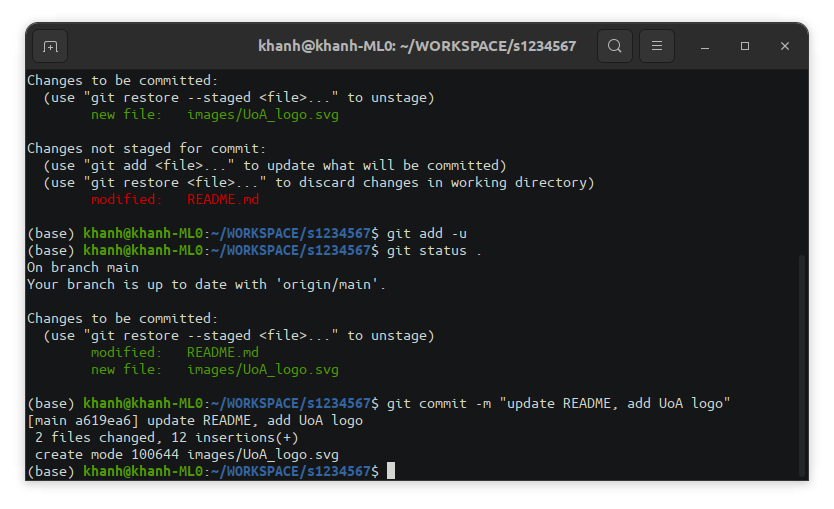 khanh@khanh-ML0: ~/WORKSPACE/s1234567
Changes to be committed:
  (use "git restore --staged <file>..." to unstage)
        new file:   images/UoA_logo.svg

Changes not staged for commit:
  (use "git add <file>..." to update what will be committed)
  (use "git restore <file>..." to discard changes in working directory)
        modified:   README.md

(base) khanh@khanh-ML0:~/WORKSPACE/s1234567$ git add -u
(base) khanh@khanh-ML0:~/WORKSPACE/s1234567$ git status .
On branch main
Your branch is up to date with 'origin/main'.

Changes to be committed:
  (use "git restore --staged <file>..." to unstage)
        modified:   README.md
        new file:   images/UoA_logo.svg

(base) khanh@khanh-ML0:~/WORKSPACE/s1234567$ git commit -m "update README, add UoA logo"
[main a619ea6] update README, add UoA logo
 2 files changed, 12 insertions(+)
 create mode 100644 images/UoA_logo.svg
(base) khanh@khanh-ML0:~/WORKSPACE/s1234567$